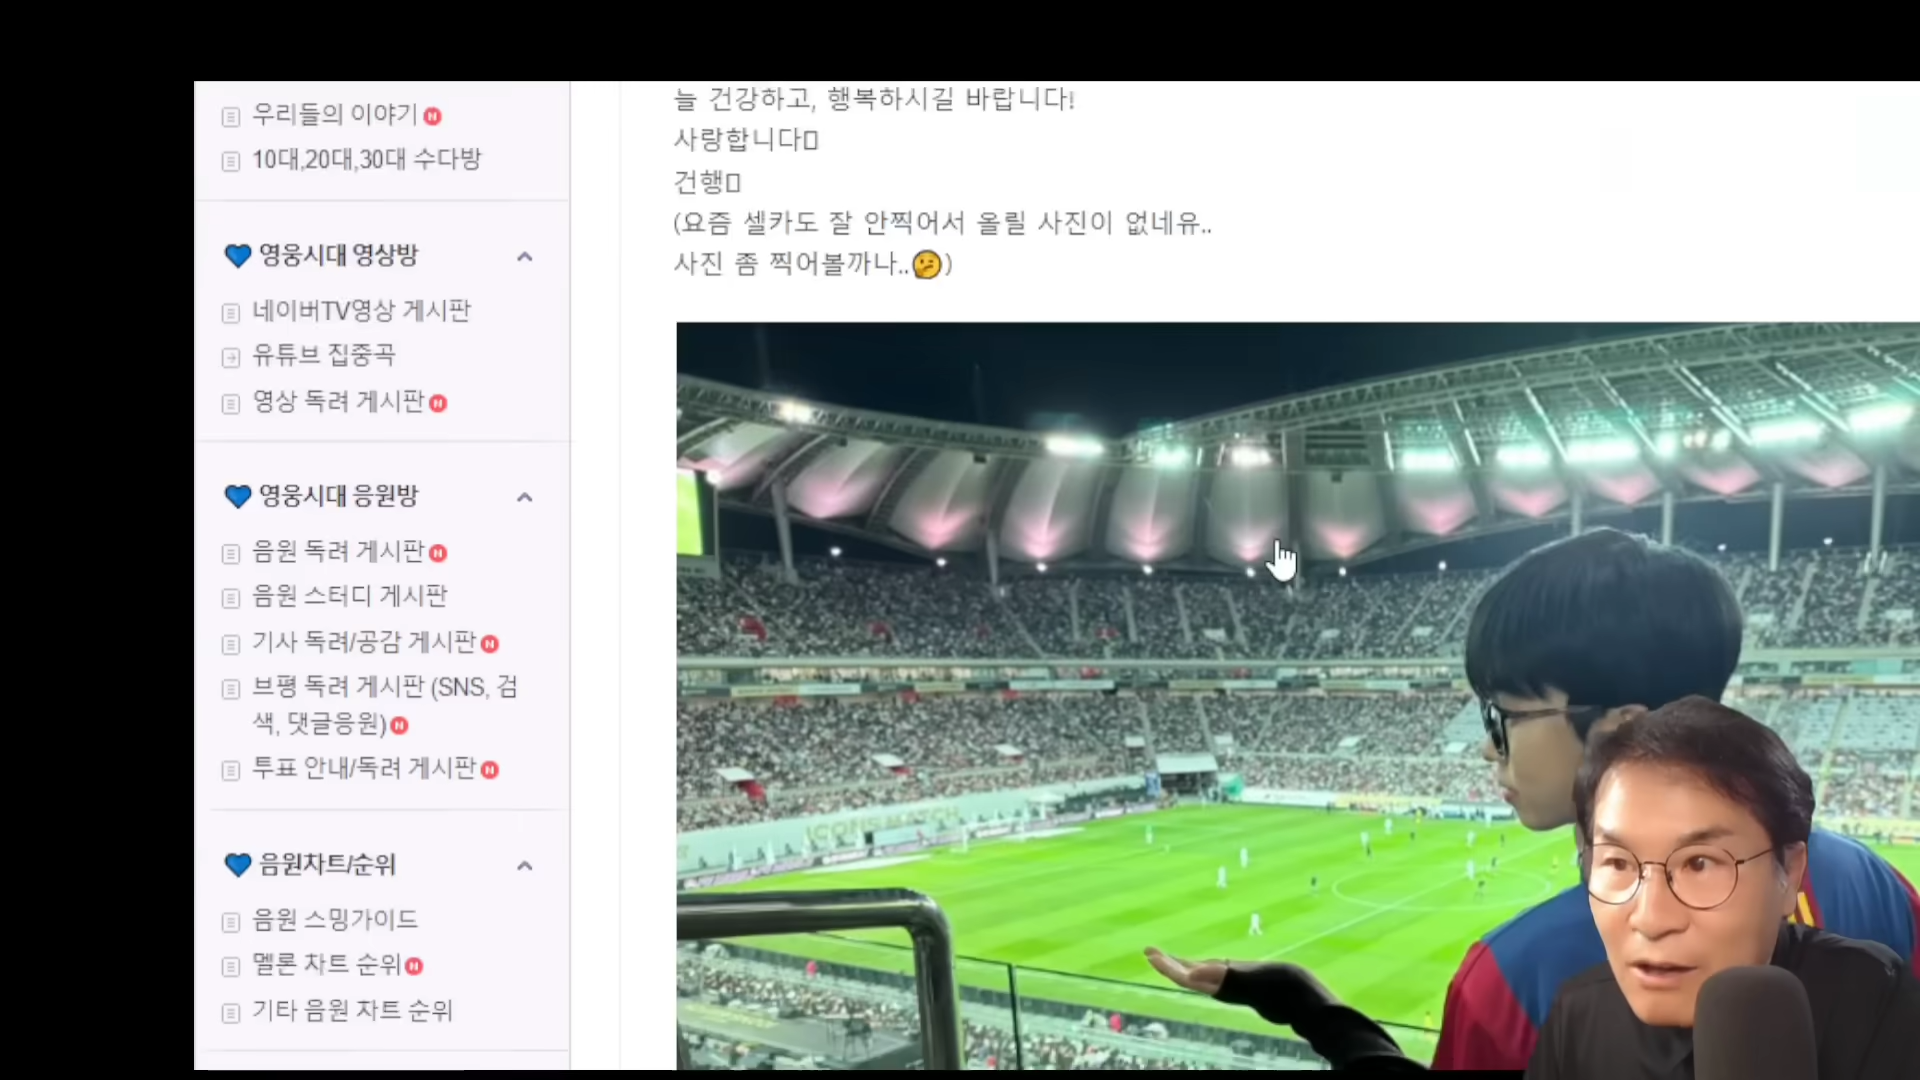 우리들의 이야기 N
10대,20대,30대 수다방
영웅시대 영상방
네이버TV영상 게시판
유튜브 집중곡
영상 독려 게시판 N
영웅시대 응원방
음원 독려 게시판 N
음원 스터디 게시판
기사 독려/공감 게시판 N
브평 독려 게시판 (SNS, 검
색, 댓글응원) N
투표 안내/독려 게시판 N
음원차트/순위
음원 스밍가이드
멜론 차트 순위 N
기타 음원 차트 순위
늘 건강하고, 행복하시길 바랍니다!
사랑합니다
건행
(요즘 셀카도 잘 안찍어서 올릴 사진이 없네유..
사진 좀 찍어볼까나..🤔)
ICONS MATCH